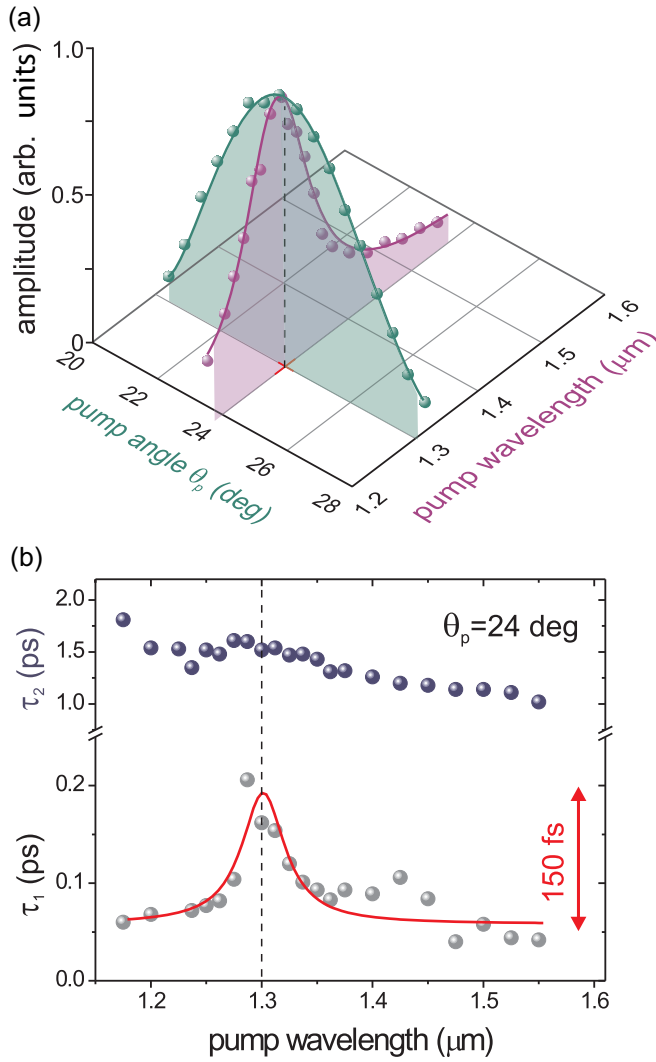 (a)
1.0
0.5
0
amplitude (arb. units)
20
22
24
26
28
pump angle θp (deg)
1.2
1.3
1.4
1.5
1.6
pump wavelength (μm)
(b)
2.0
1.5
1.0
τ2 (ps)
θp=24 deg
0.2
0.1
0.0
τ1 (ps)
150 fs
1.2 1.3 1.4 1.5 1.6
pump wavelength (μm)